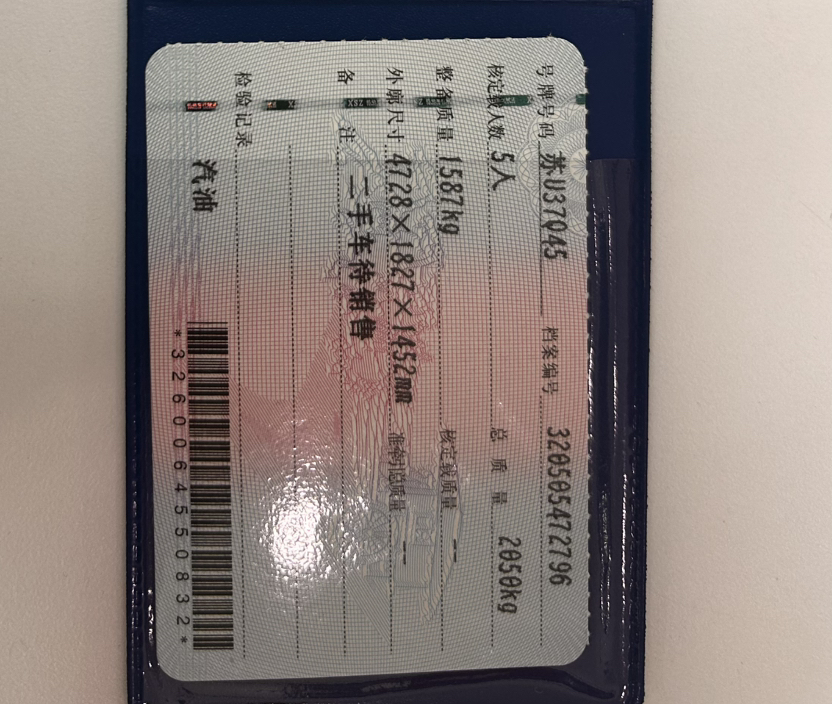 号牌号码 苏U37Q45 档案编号 320505472796
核定载人数 5人 总质量 2050kg
整备质量 1587kg 核定载质量 --
外廓尺寸 4728×1827×1452mm 准牵引总质量 --
备注 二手车待销售
检验记录
汽油
*3260064550832*